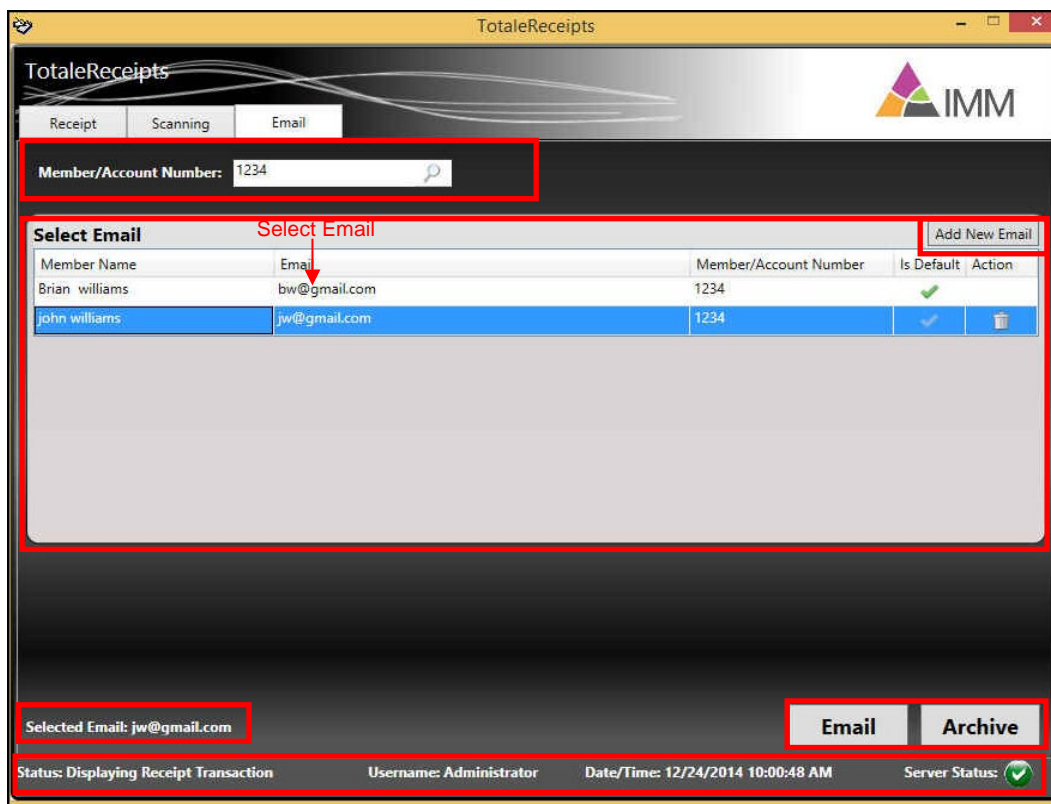 TotaleReceipts
TotaleReceipts
IMM
Receipt Scanning Email
Member/Account Number: 1234
Select Email Select Email Add New Email
Member Name Email Member/Account Number Is Default Action
Brian williams bw@gmail.com 1234
john williams jw@gmail.com 1234
Selected Email: jw@gmail.com Email Archive
Status: Displaying Receipt Transaction Username: Administrator Date/Time: 12/24/2014 10:00:48 AM Server Status: